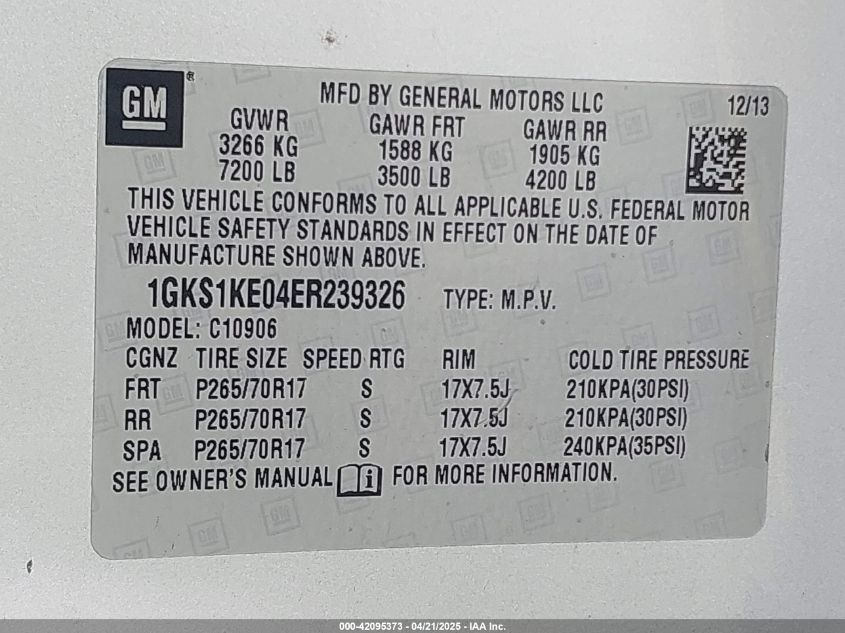 GM ®
MFD BY GENERAL MOTORS LLC 12/13
GVWR GAWR FRT GAWR RR
3266 KG 1588 KG 1905 KG
7200 LB 3500 LB 4200 LB
THIS VEHICLE CONFORMS TO ALL APPLICABLE U.S. FEDERAL MOTOR
VEHICLE SAFETY STANDARDS IN EFFECT ON THE DATE OF
MANUFACTURE SHOWN ABOVE.
1GKS1KE04ER239326 TYPE: M.P.V.
MODEL: C10906
CGNZ TIRE SIZE SPEED RTG RIM COLD TIRE PRESSURE
FRT P265/70R17 S 17X7.5J 210KPA(30PSI)
RR P265/70R17 S 17X7.5J 210KPA(30PSI)
SPA P265/70R17 S 17X7.5J 240KPA(35PSI)
SEE OWNER'S MANUAL FOR MORE INFORMATION.
000-42095373 - 04/21/2025 - IAA Inc.